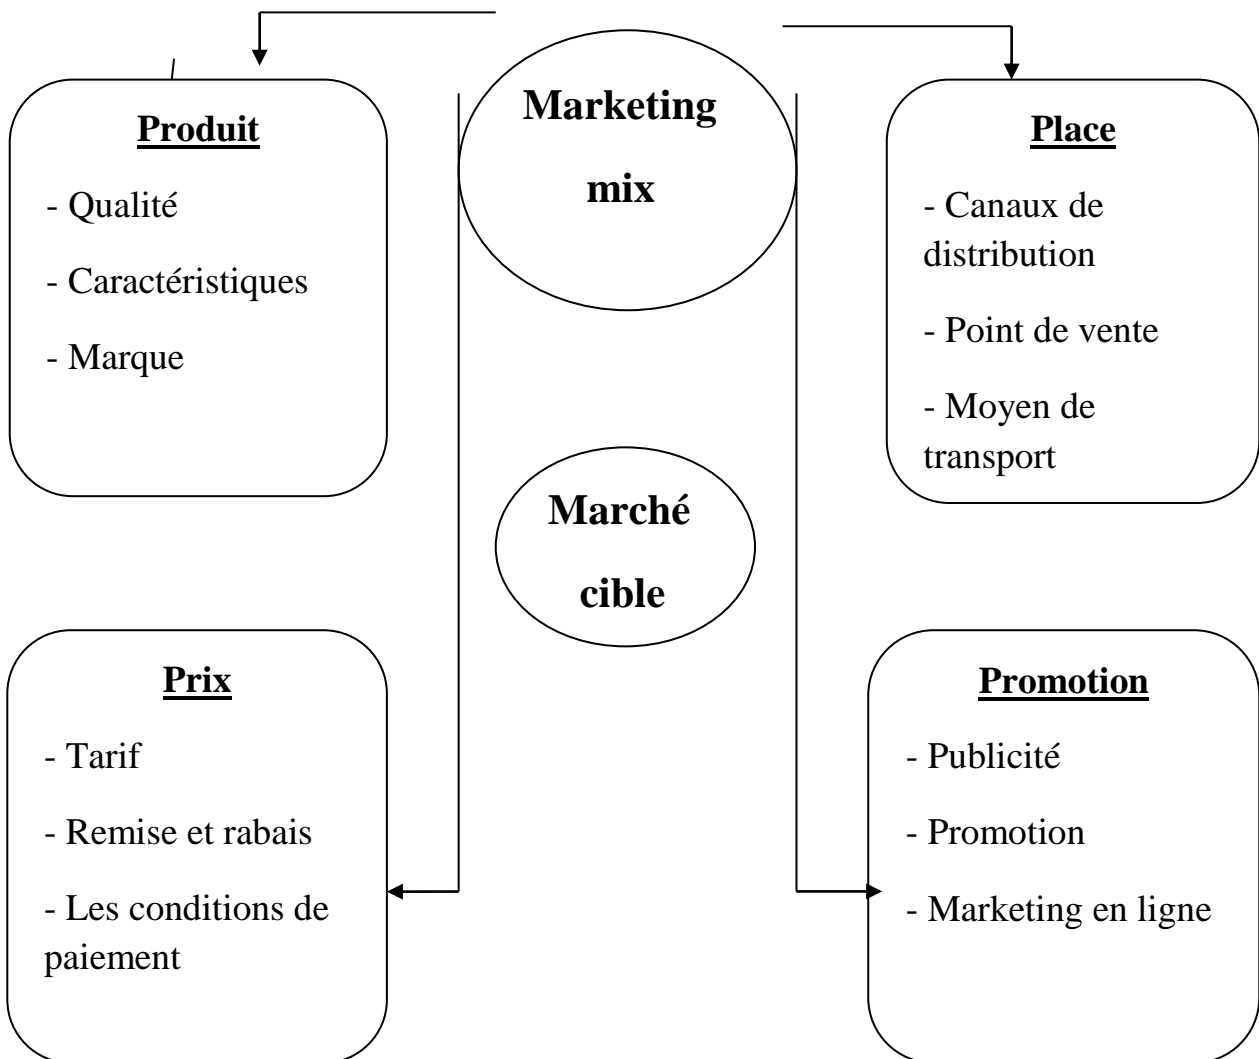 Marketing
mix
Produit
- Qualité
- Caractéristiques
- Marque
Place
- Canaux de
distribution
- Point de vente
- Moyen de
transport
Marché
cible
Prix
- Tarif
- Remise et rabais
- Les conditions de
paiement
Promotion
- Publicité
- Promotion
- Marketing en ligne